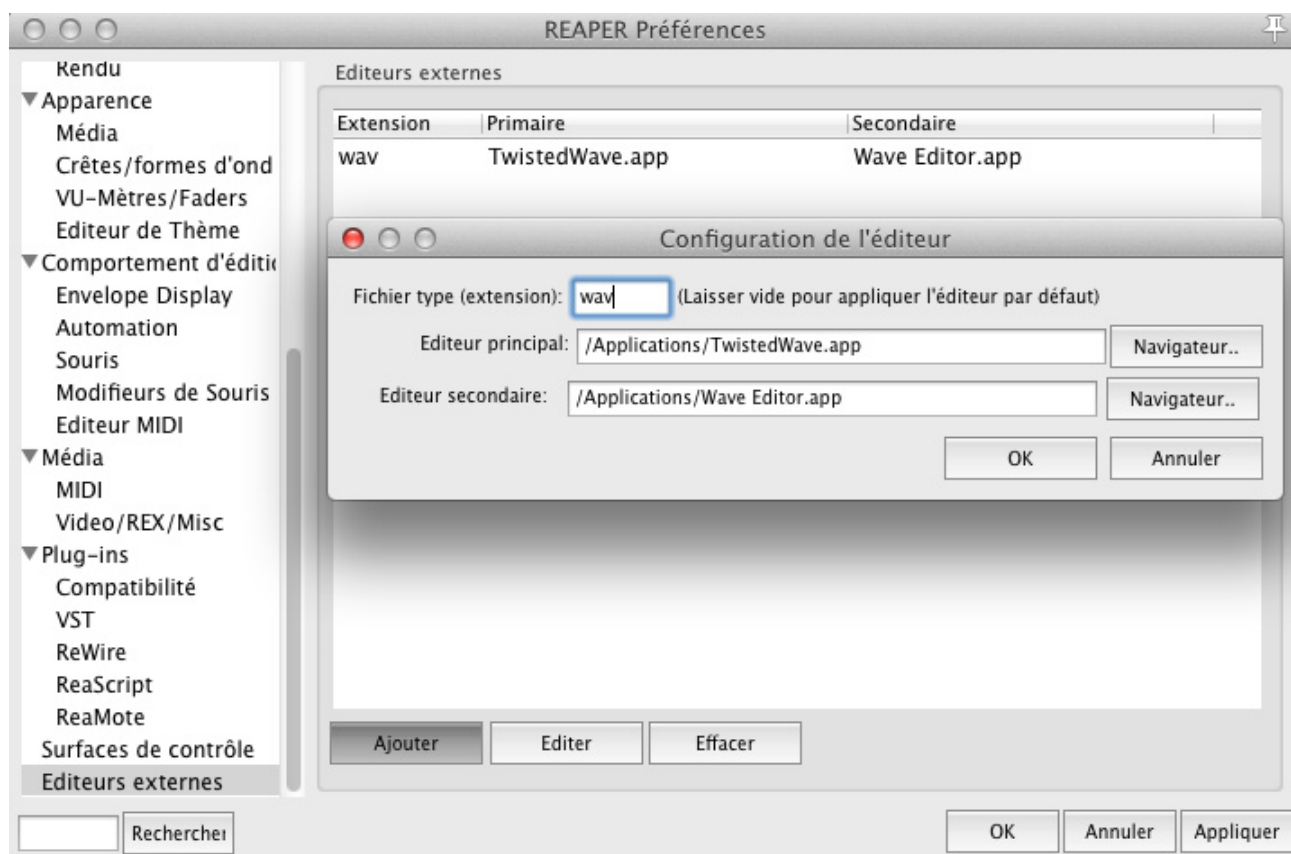 REAPER Préférences
Rendu
Apparence
Média
Crêtes/formes d'ond
VU-Mètres/Faders
Editeur de Thème
Comportement d'éditi
Envelope Display
Automation
Souris
Modifieurs de Souris
Editeur MIDI
Média
MIDI
Video/REX/Misc
Plug-ins
Compatibilité
VST
ReWire
ReaScript
ReaMote
Surfaces de contrôle
Editeurs externes
Rechercher
Editeurs externes
Extension Primaire Secondaire
wav TwistedWave.app Wave Editor.app
Configuration de l'éditeur
Fichier type (extension): wav (Laisser vide pour appliquer l'éditeur par défaut)
Editeur principal: /Applications/TwistedWave.app Navigateur..
Editeur secondaire: /Applications/Wave Editor.app Navigateur..
OK Annuler
Ajouter Editer Effacer
OK Annuler Appliquer